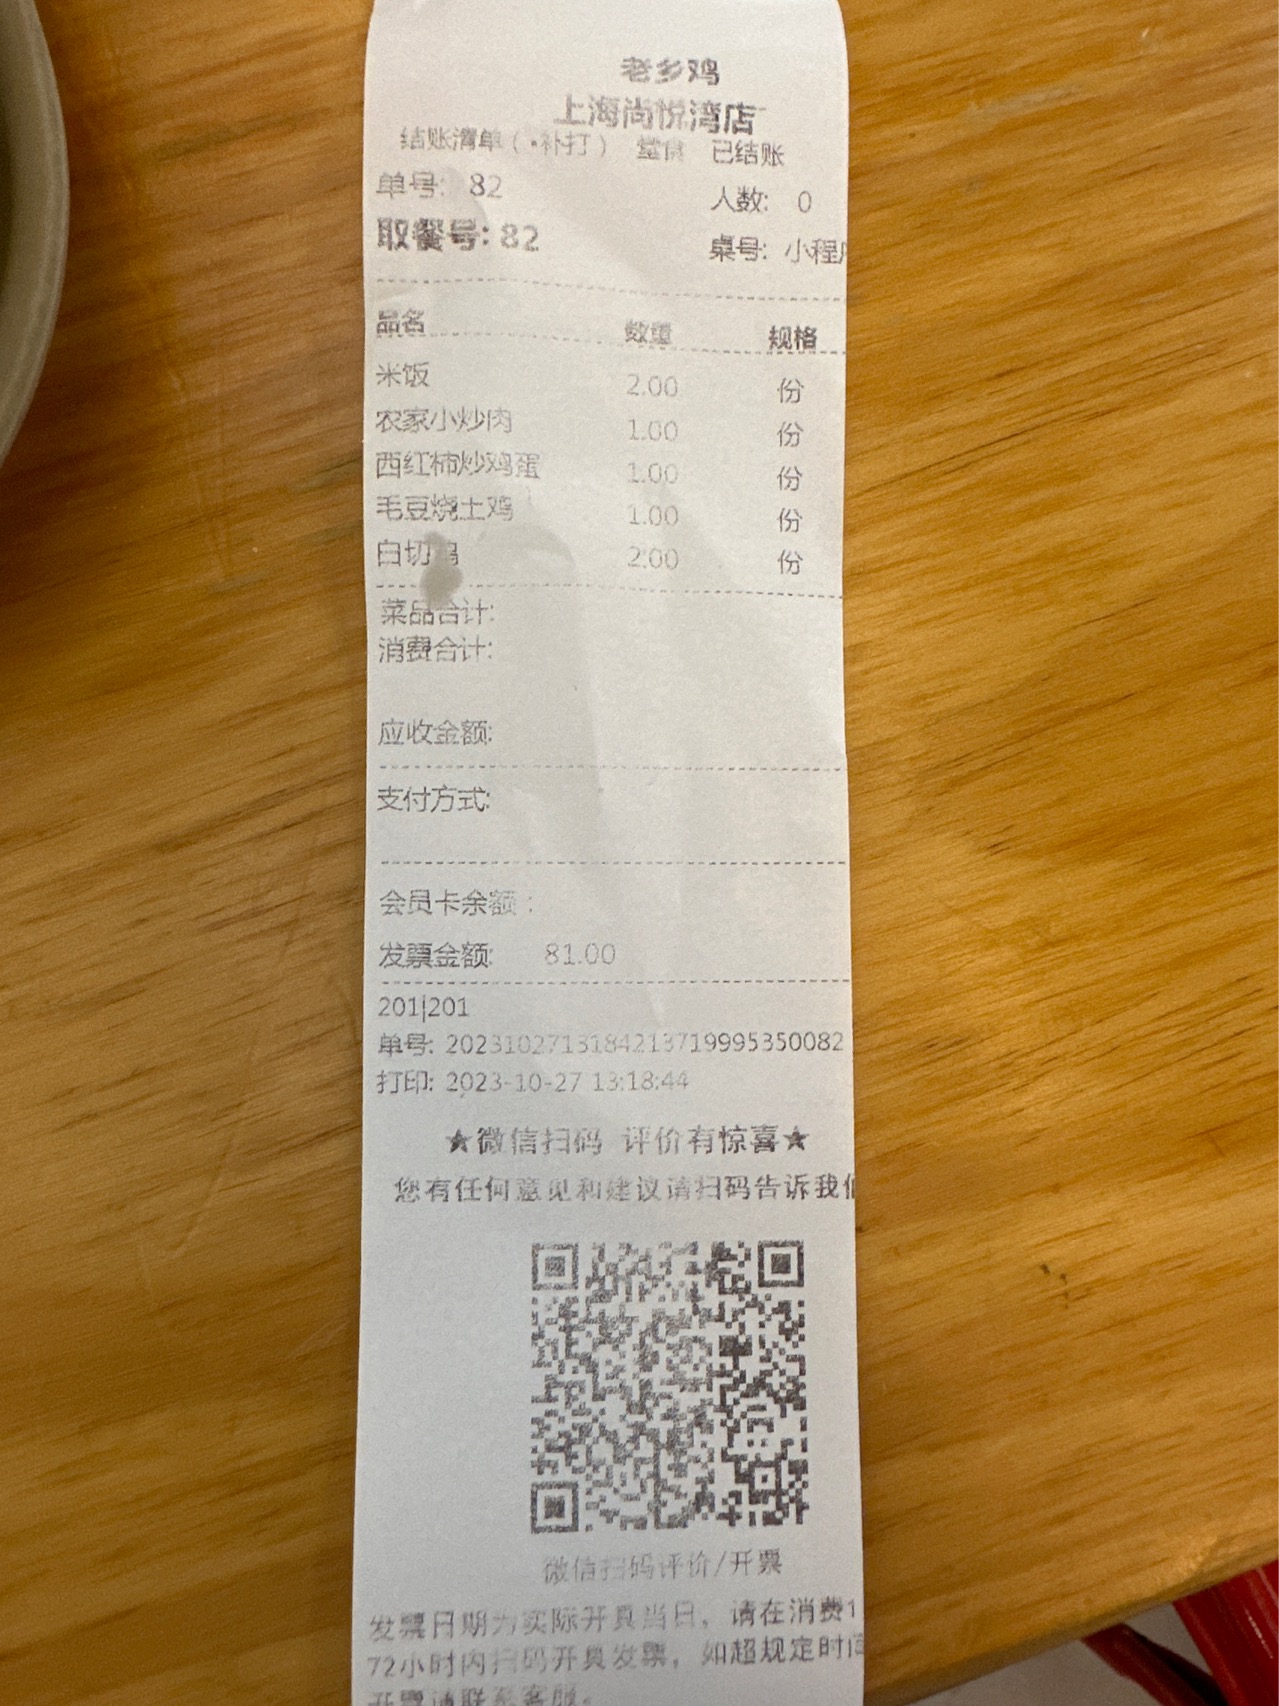 老乡鸡
上海尚悦湾店
结账清单（·补打） 堂食 已结账
单号: 82 人数: 0
取餐号: 82 桌号: 小程
品名 数量 规格
米饭 2.00 份
农家小炒肉 1.00 份
西红柿炒鸡蛋 1.00 份
毛豆烧土鸡 1.00 份
白切鸡 2.00 份
菜品合计:
消费合计:
应收金额:
支付方式:
会员卡余额:
发票金额: 81.00
201|201
单号: 2023102713184213719995350082
打印: 2023-10-27 13:18:44
★微信扫码 评价有惊喜★
您有任何意见和建议请扫码告诉我们
微信扫码评价/开票
发票日期为实际开具当日，请在消费1
72小时内扫码开具发票，如超规定时间
开票请联系客服。